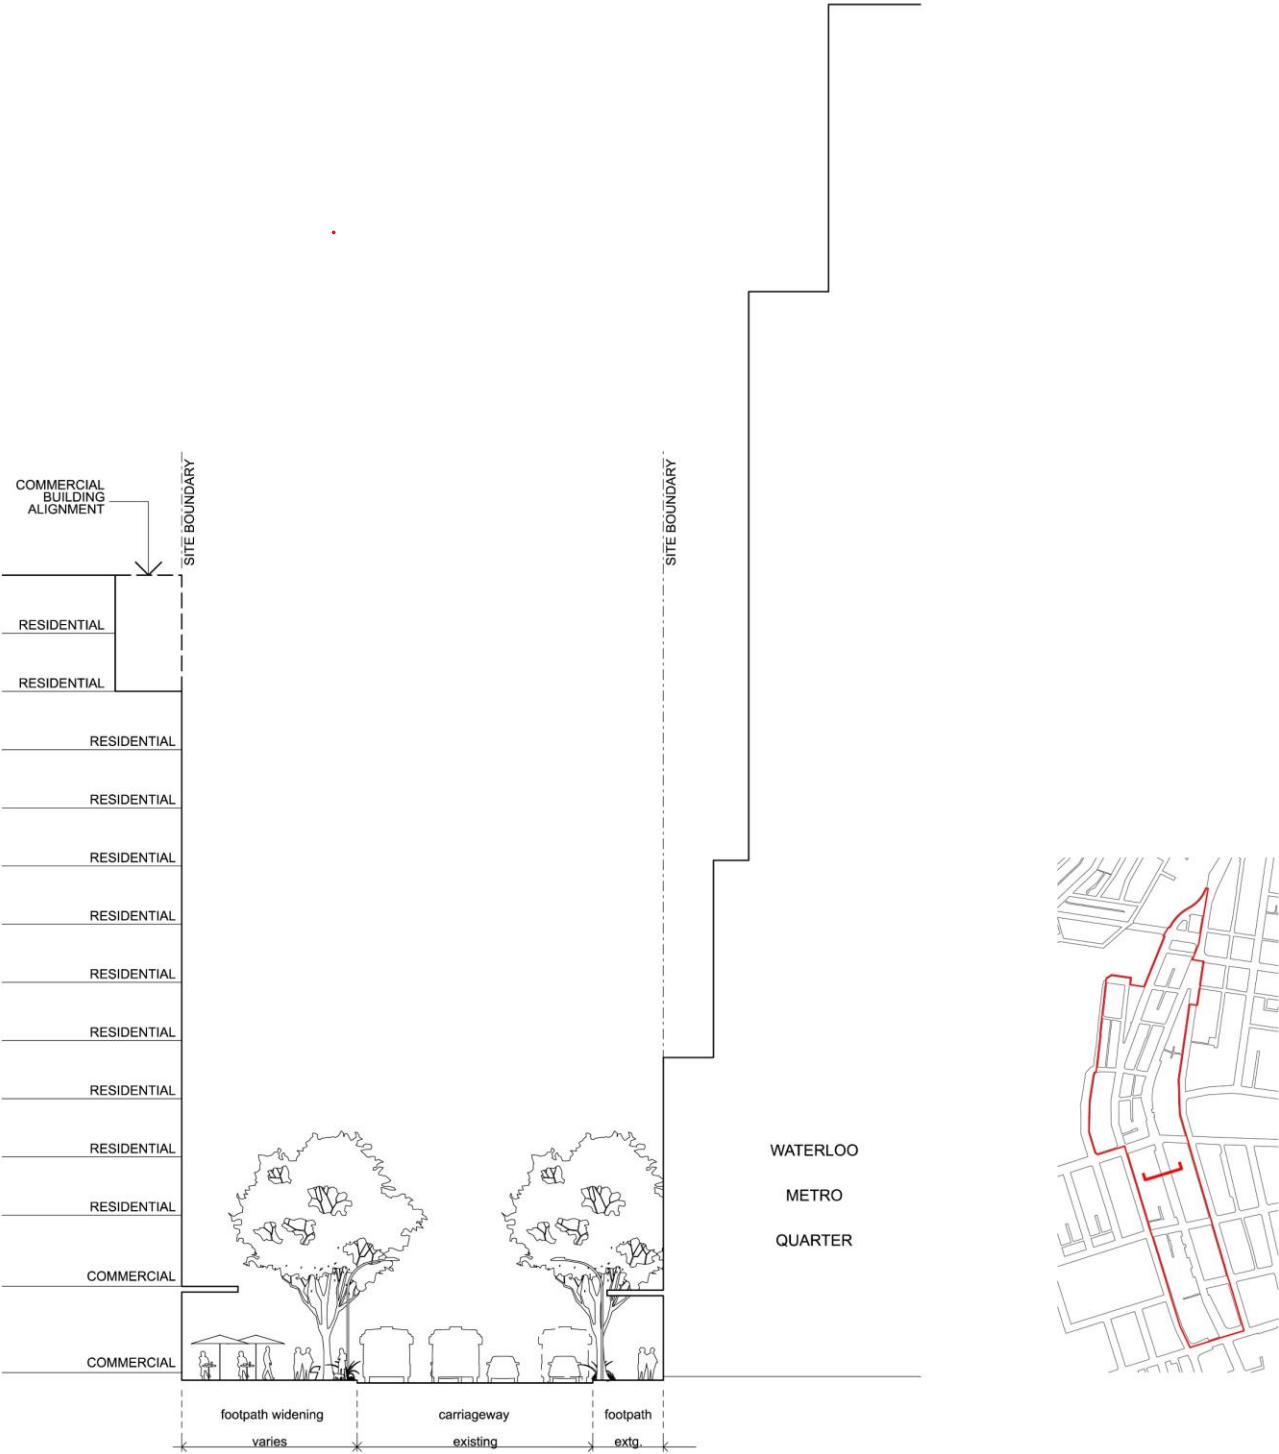 COMMERCIAL
BUILDING
ALIGNMENT
SITE BOUNDARY
SITE BOUNDARY
RESIDENTIAL
RESIDENTIAL
RESIDENTIAL
RESIDENTIAL
RESIDENTIAL
RESIDENTIAL
RESIDENTIAL
RESIDENTIAL
RESIDENTIAL
RESIDENTIAL
RESIDENTIAL
COMMERCIAL
COMMERCIAL
WATERLOO
METRO
QUARTER
footpath widening
varies
carriageway
existing
footpath
extg.